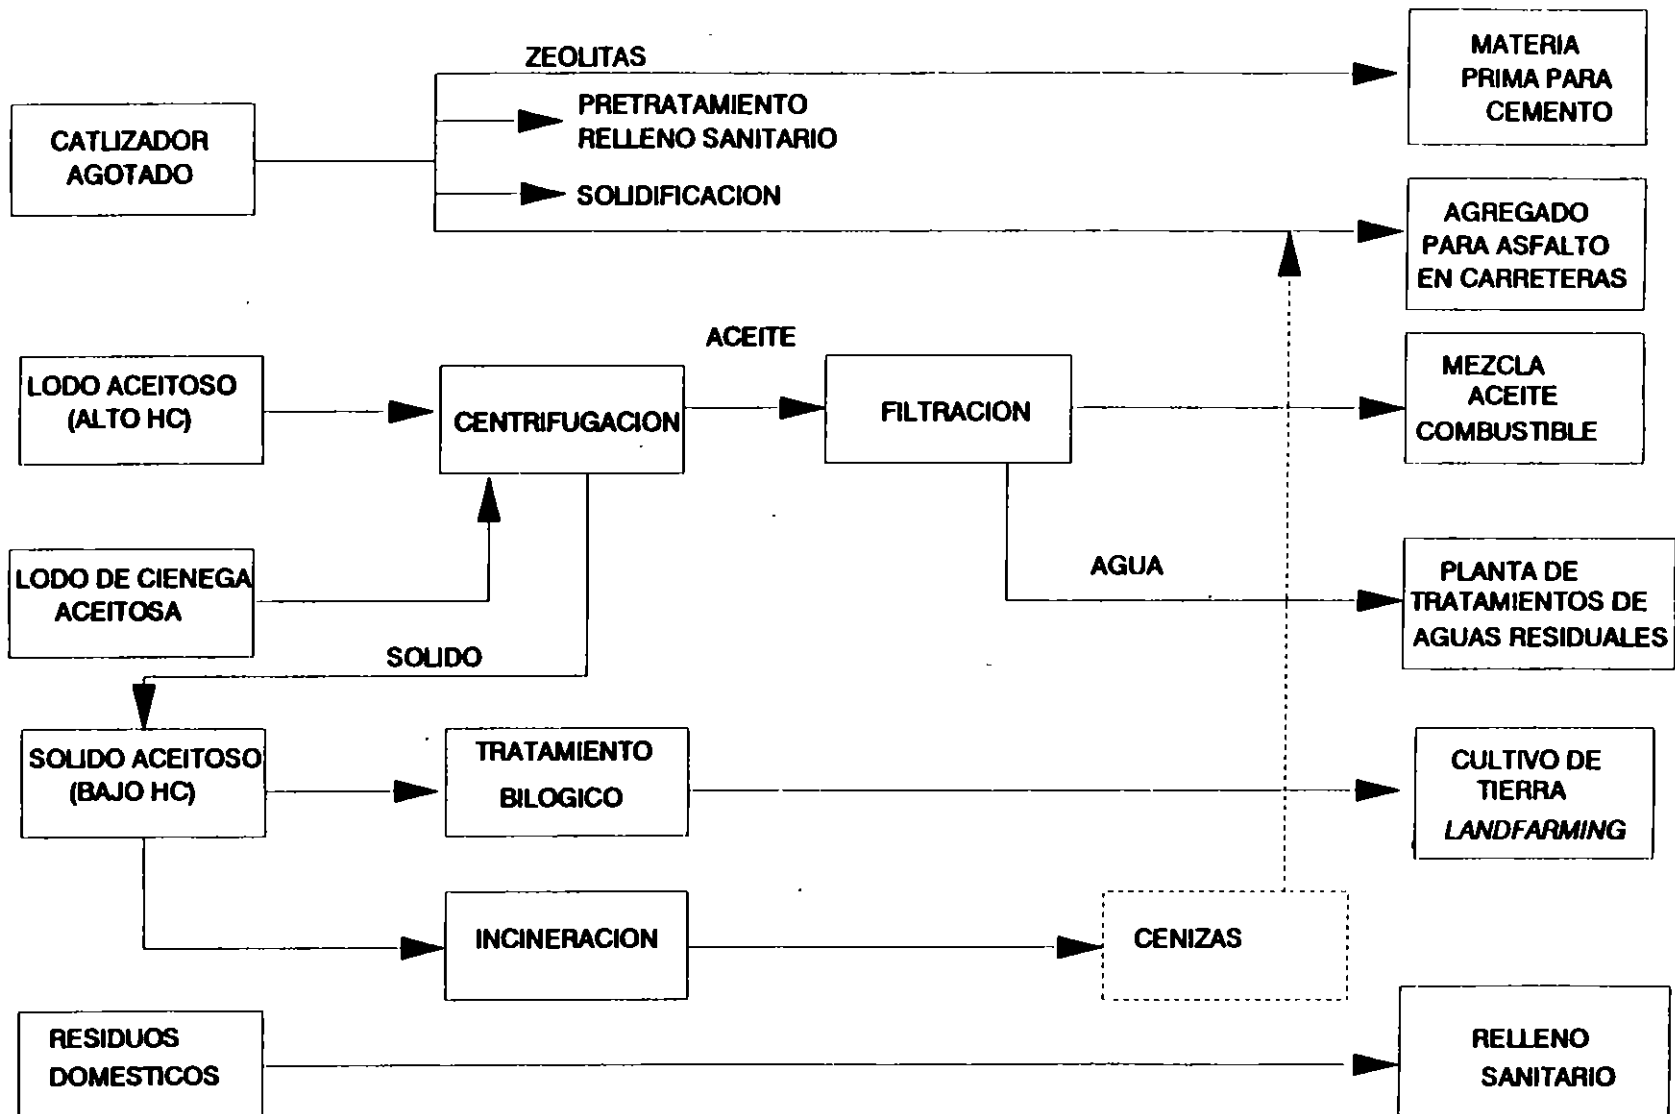 ZEOLITAS
MATERIA
PRIMA PARA
CEMENTO
PRETRATAMIENTO
RELLENO SANITARIO
CATLIZADOR
AGOTADO
SOLIDIFICACION
AGREGADO
PARA ASFALTO
EN CARRETERAS
ACEITE
LODO ACEITOSO
(ALTO HC)
CENTRIFUGACION
FILTRACION
MEZCLA
ACEITE
COMBUSTIBLE
LODO DE CIENEGA
ACEITOSA
AGUA
PLANTA DE
TRATAMIENTOS DE
AGUAS RESIDUALES
SOLIDO
SOLIDO ACEITOSO
(BAJO HC)
TRATAMIENTO
BILOGICO
CULTIVO DE
TIERRA
LANDFARMING
INCINERACION
CENIZAS
RESIDUOS
DOMESTICOS
RELLENO
SANITARIO